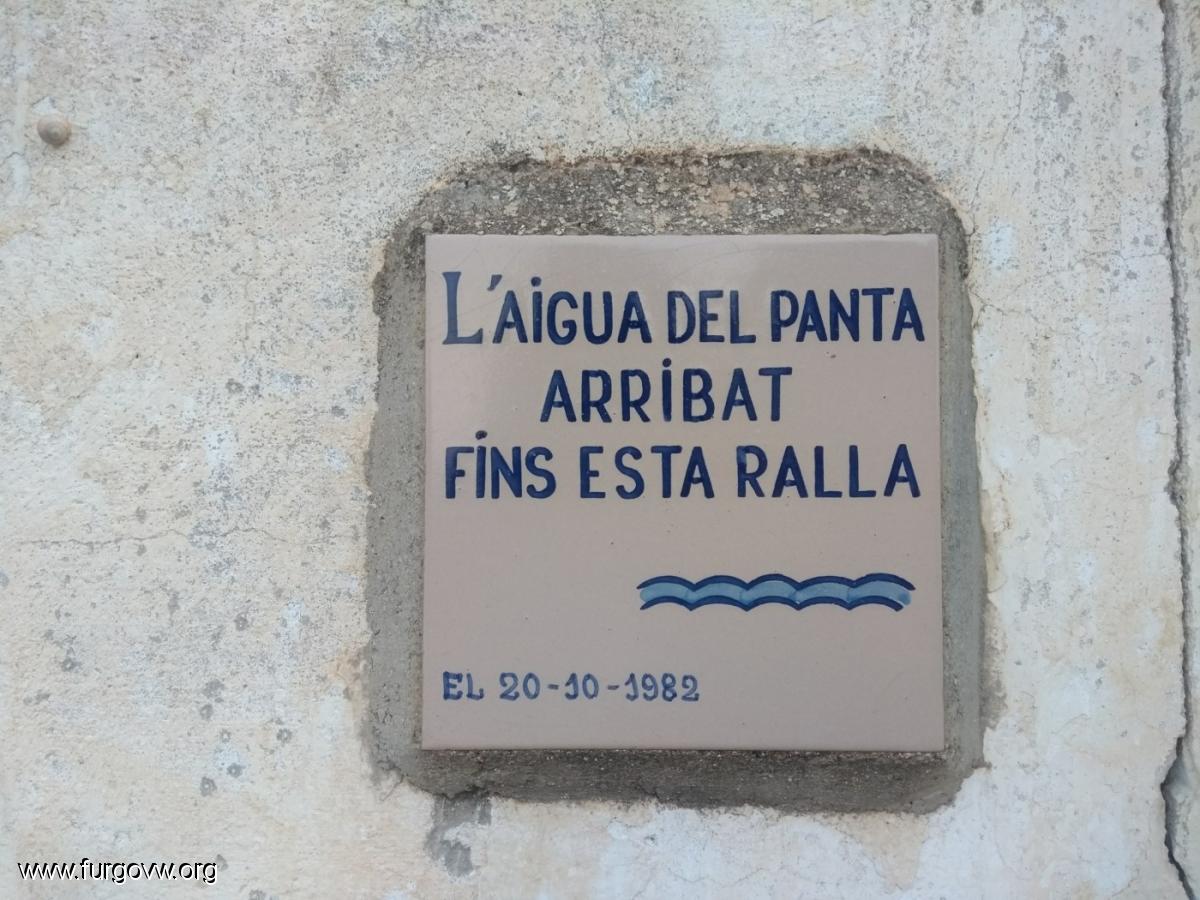 L'AIGUA DEL PANTA
ARRIBAT
FINS ESTA RALLA
EL 20-10-1982
www.furgovw.org